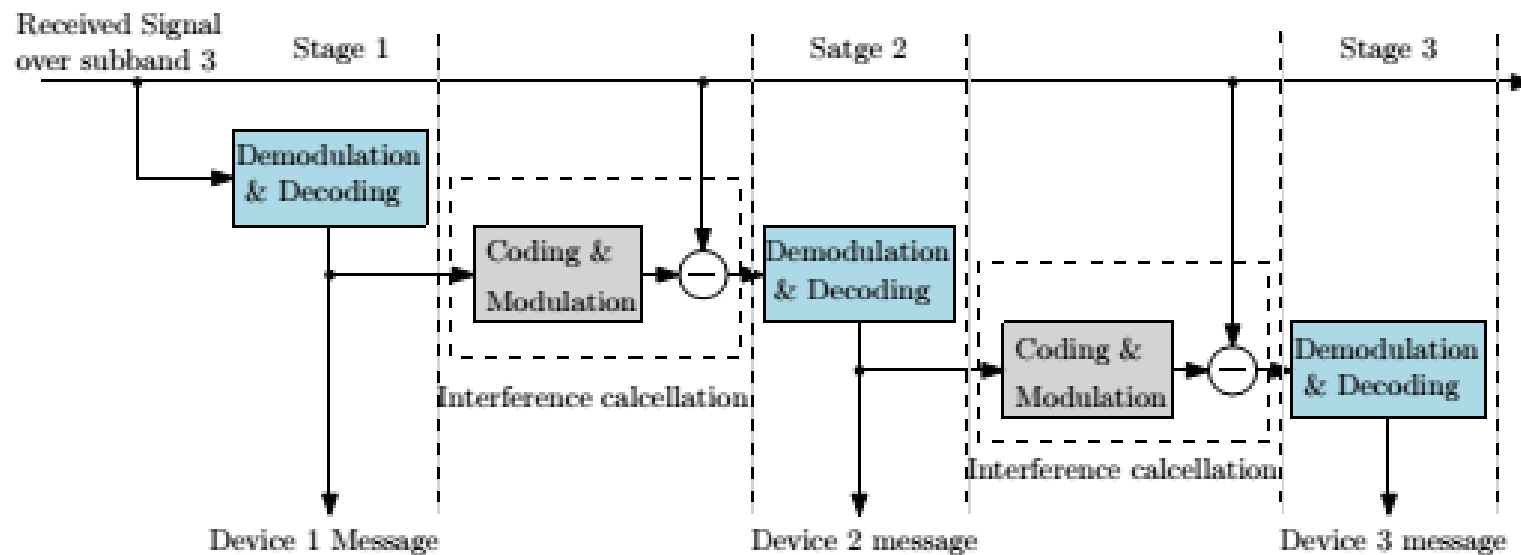 Received Signal
over subband 3
Stage 1
Satge 2
Stage 3
Demodulation
& Decoding
Coding &
Modulation
Demodulation
& Decoding
Interference calcellation
Coding &
Modulation
Demodulation
& Decoding
Interference calcellation
Device 1 Message
Device 2 message
Device 3 message